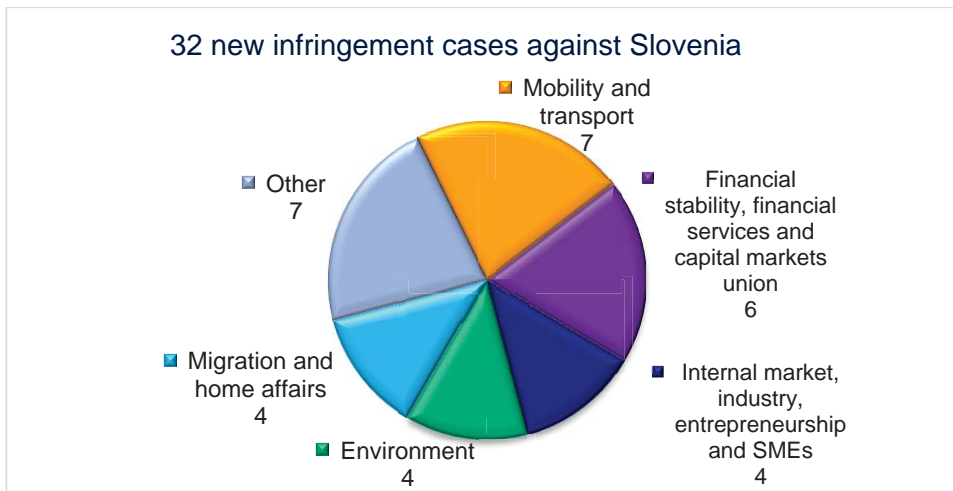 32 new infringement cases against Slovenia
Mobility and
transport
7
Financial
stability, financial
services and
capital markets
union
6
Internal market,
industry,
entrepreneurship
and SMEs
4
Environment
4
Migration and
home affairs
4
Other
7